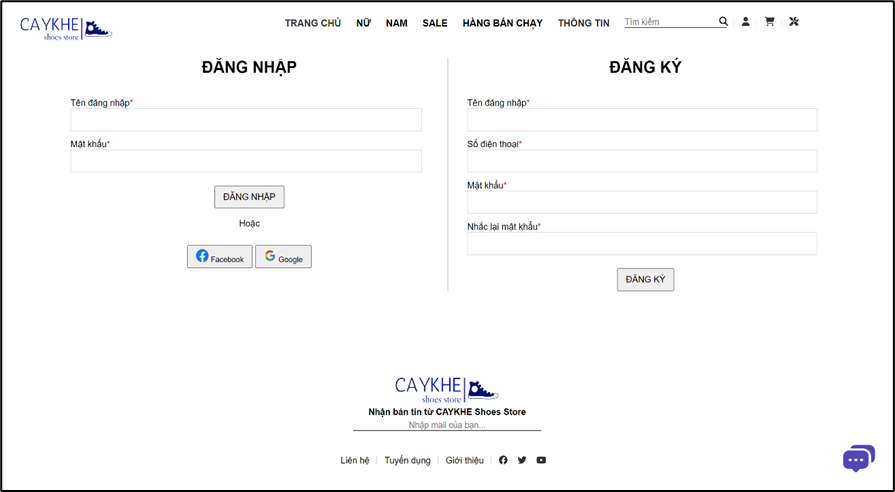 CAYKHE
shoes store
TRANG CHỦ NỮ NAM SALE HÀNG BÁN CHẠY THÔNG TIN Tìm kiếm
ĐĂNG NHẬP
Tên đăng nhập*
Mật khẩu*
ĐĂNG NHẬP
Hoặc
Facebook Google
ĐĂNG KÝ
Tên đăng nhập*
Số điện thoại*
Mật khẩu*
Nhắc lại mật khẩu*
ĐĂNG KÝ
CAYKHE
shoes store
Nhận bản tin từ CAYKHE Shoes Store
Nhập mail của bạn...
Liên hệ Tuyển dụng Giới thiệu